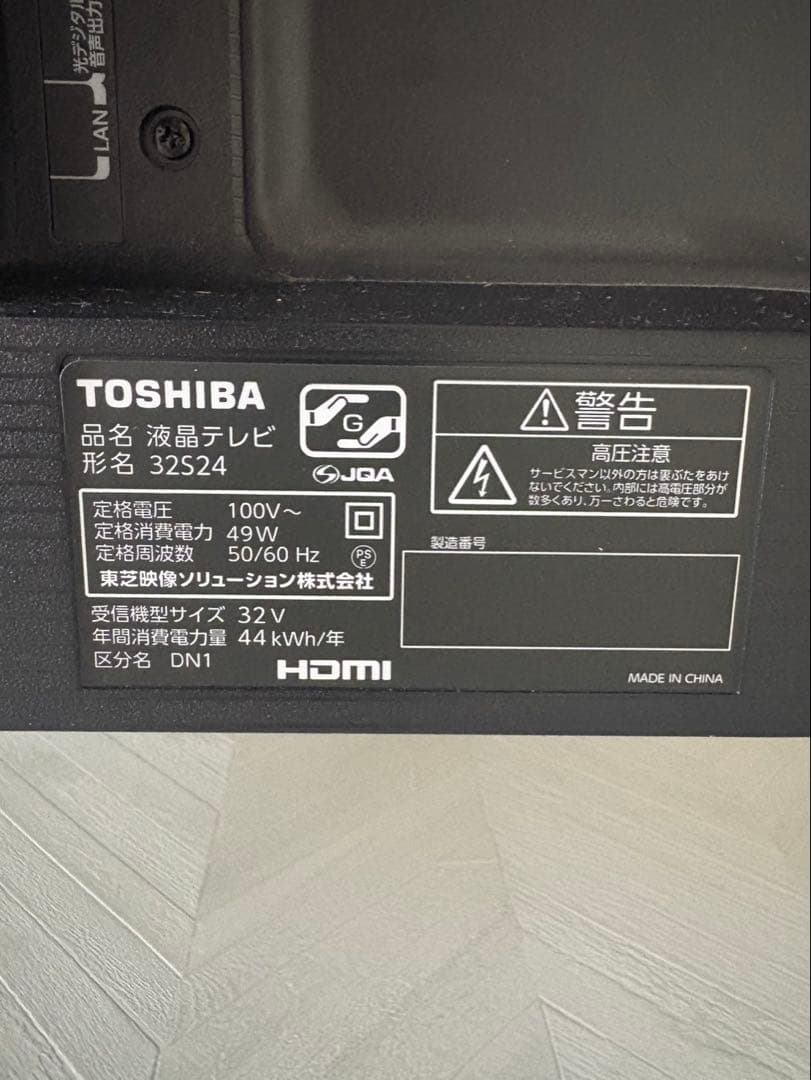 光デジタル
音声出力
LAN
TOSHIBA
品名 液晶テレビ
形名 32S24
G
JQA
定格電圧 100V～
定格消費電力 49W
定格周波数 50/60 Hz
PS
E
東芝映像ソリューション株式会社
受信機型サイズ 32V
年間消費電力量 44kWh/年
区分名 DN1
HDMI
警告
高圧注意
サービスマン以外の方は裏ぶたをあけ
ないでください。内部には高電圧部分が
数多くあり、万一さわると危険です。
製造番号
MADE IN CHINA